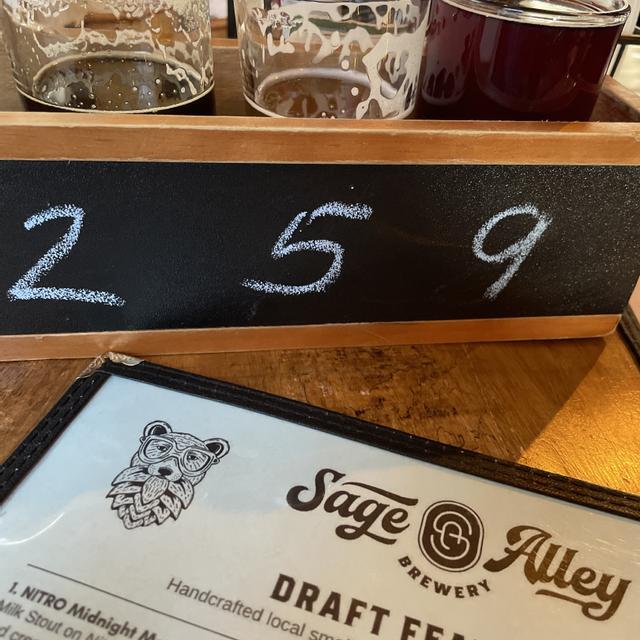 2 5 9
Sage Alley
BREWERY
DRAFT
Handcrafted local
1. NITRO Midnight
Milk Stout on